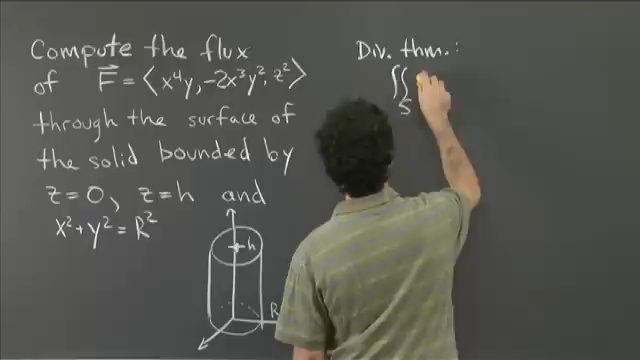 Compute the flux
of F⃗ = ⟨x⁴y, -2x³y², z²⟩
through the surface of
the solid bounded by
z=0, z=h and
x²+y²=R²
h
R
Div. thm.:
∬
S